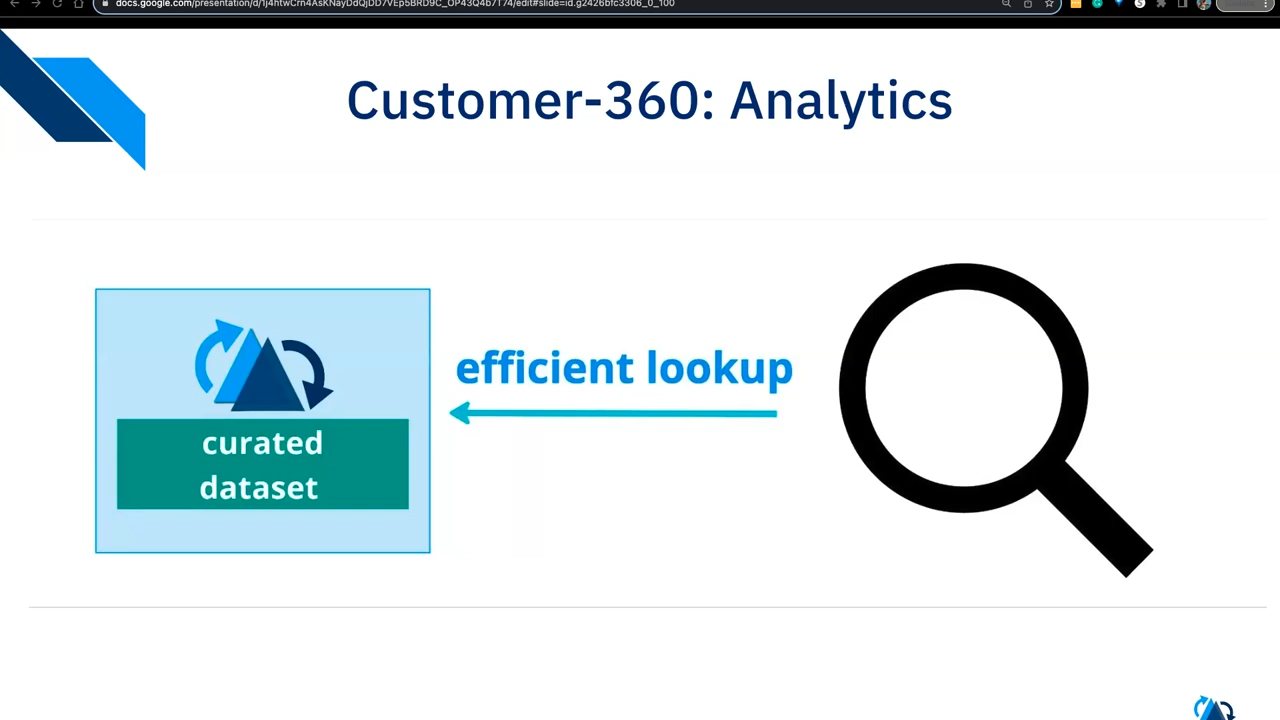 Customer-360: Analytics
efficient lookup
curated
dataset